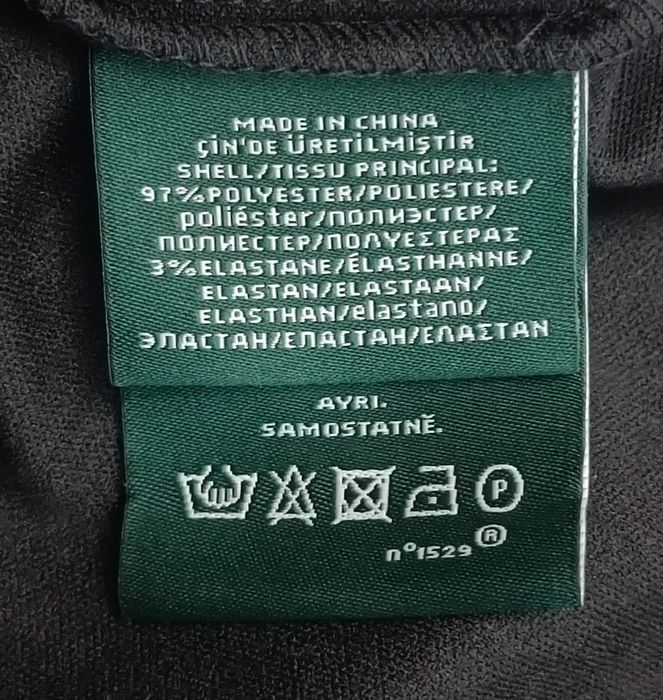 MADE IN CHINA
ÇİN'DE ÜRETİLMİŞTİR
SHELL/TISSU PRINCIPAL:
97%POLYESTER/POLIESTERE/
poliéster/ПОЛИЭСТЕР/
ПОЛИЕСТЕР/ΠΟΛΥΕΣΤΕΡΑΣ
3%ELASTANE/ÉLASTHANNE/
ELASTAN/ELASTAAN/
ELASTHAN/elastano/
ЭЛАСТАН/ЕЛАСТАН/ΕΛΑΣΤΑΝ
AYRI.
SAMOSTATNĚ.
P
n°1529 ®